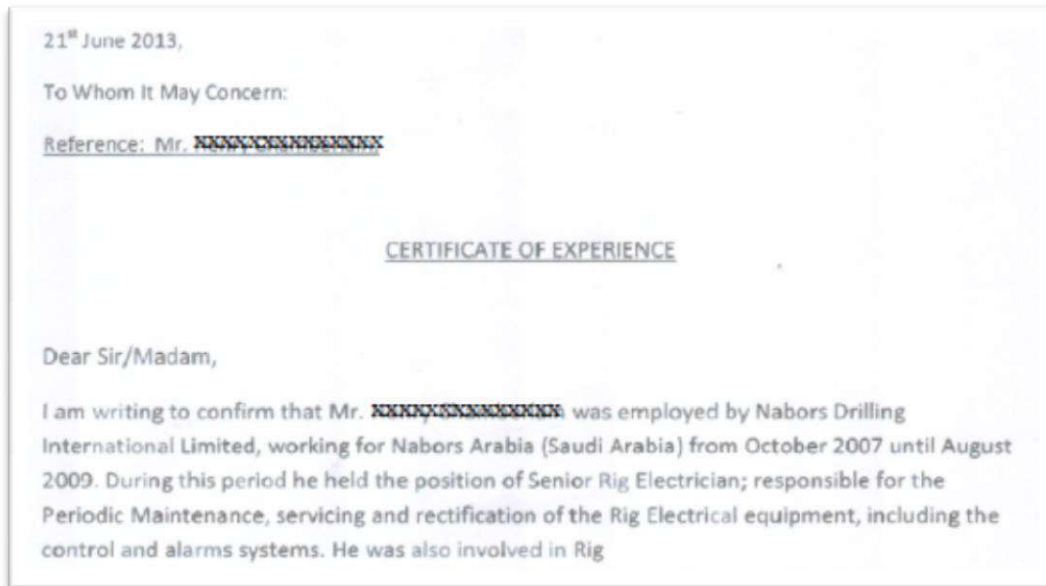 21st June 2013,
To Whom It May Concern:
Reference: Mr. XXXXXXXXXXXXXX
CERTIFICATE OF EXPERIENCE
Dear Sir/Madam,
I am writing to confirm that Mr. XXXXXXXXXXXXXX was employed by Nabors Drilling
International Limited, working for Nabors Arabia (Saudi Arabia) from October 2007 until August
2009. During this period he held the position of Senior Rig Electrician; responsible for the
Periodic Maintenance, servicing and rectification of the Rig Electrical equipment, including the
control and alarms systems. He was also involved in Rig